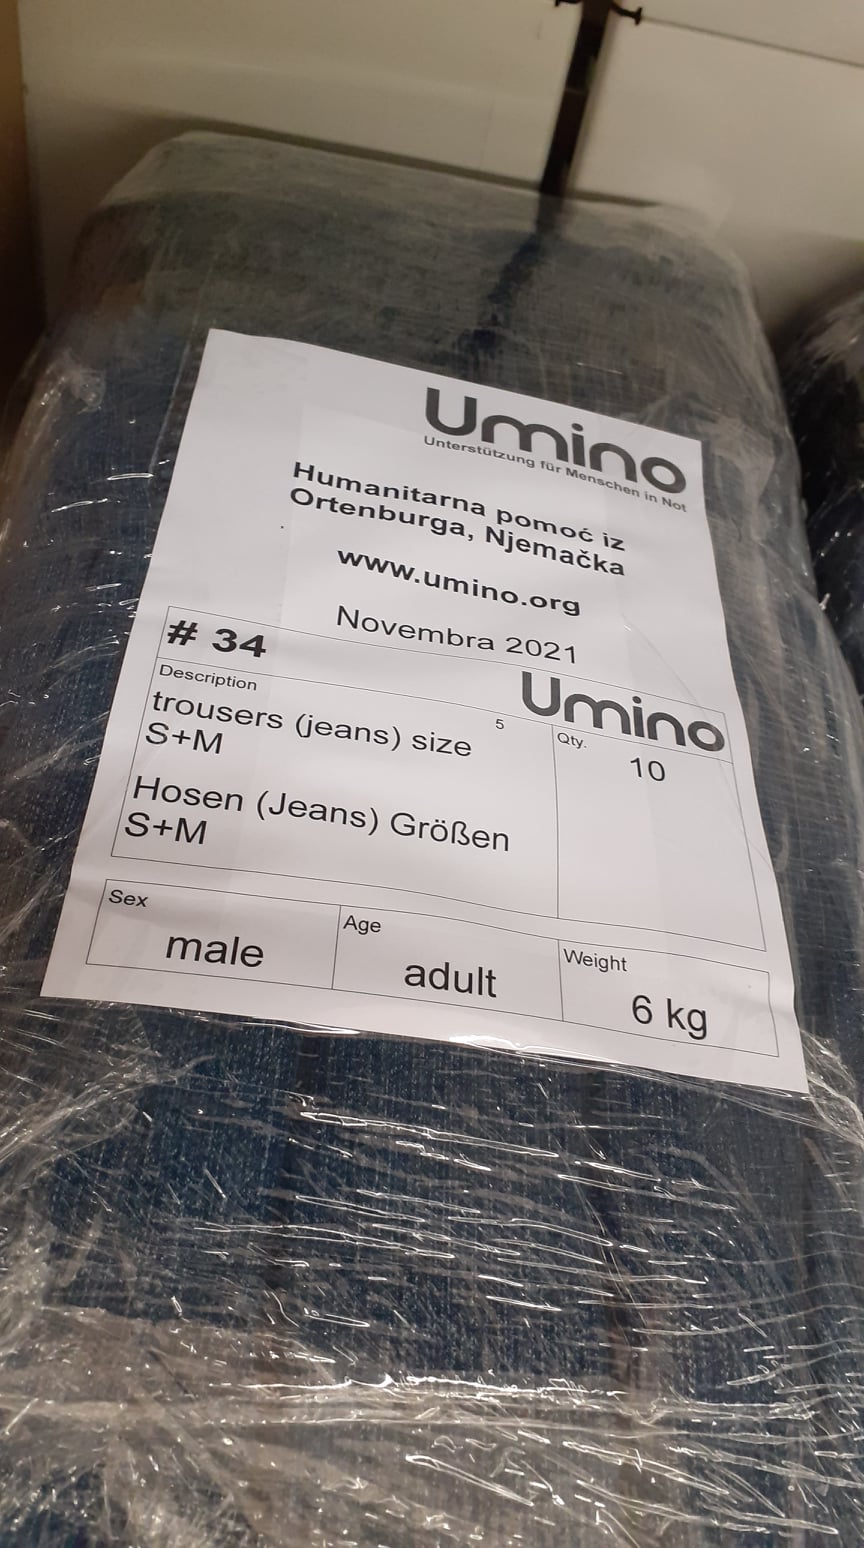 Umino
Unterstützung für Menschen in Not
Humanitarna pomoć iz
Ortenburga, Njemačka
www.umino.org
Novembra 2021
# 34
Umino
Description
5
trousers (jeans) size
S+M
Hosen (Jeans) Größen
S+M
Qty.
10
Sex
male
Age
adult
Weight
6 kg